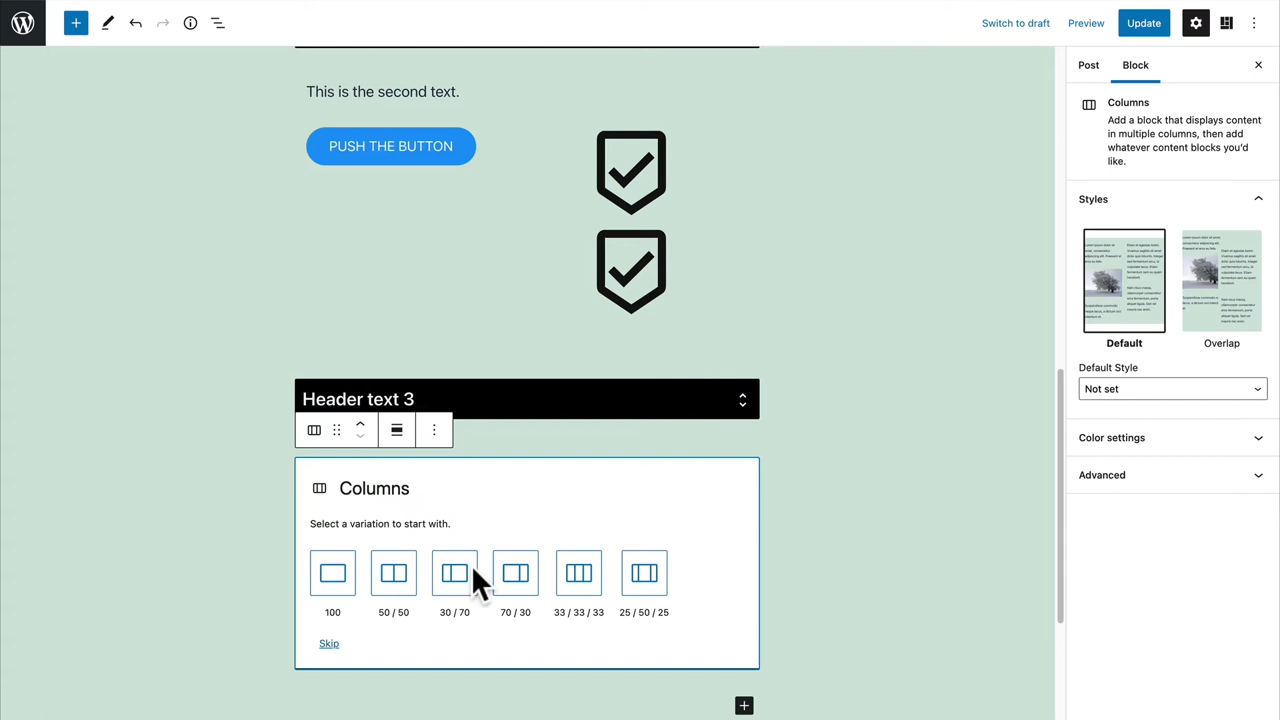 Switch to draft
Preview
Update
This is the second text.
PUSH THE BUTTON
Header text 3
Columns
Select a variation to start with.
100
50 / 50
30 / 70
70 / 30
33 / 33 / 33
25 / 50 / 25
Skip
Post
Block
Columns
Add a block that displays content
in multiple columns, then add
whatever content blocks you'd
like.
Styles
Default
Overlap
Default Style
Not set
Color settings
Advanced